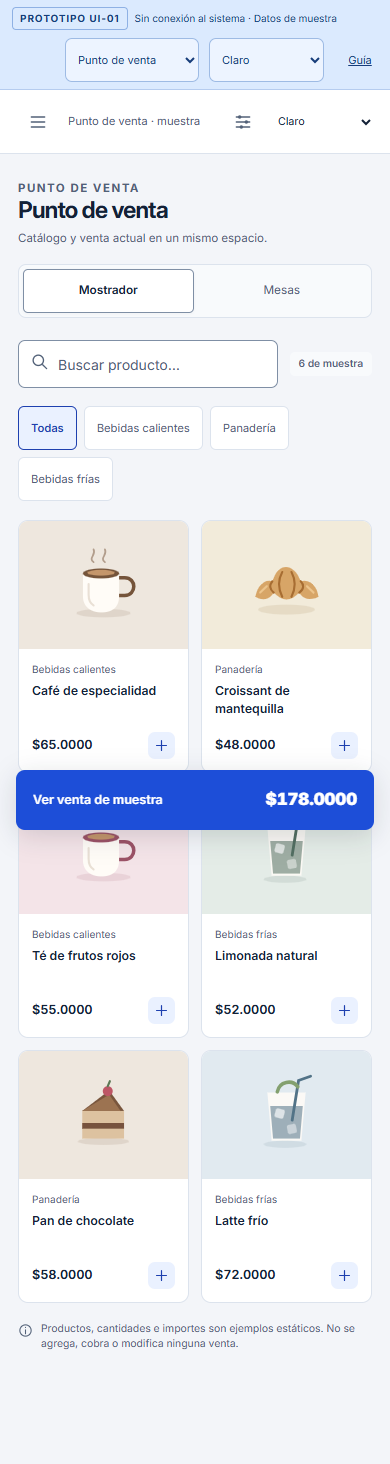 PROTOTIPO UI-01 Sin conexión al sistema · Datos de muestra
Punto de venta Claro Guía
Punto de venta · muestra Claro
PUNTO DE VENTA
Punto de venta
Catálogo y venta actual en un mismo espacio.
Mostrador Mesas
Buscar producto... 6 de muestra
Todas Bebidas calientes Panadería
Bebidas frías
Bebidas calientes
Café de especialidad
$65.0000
Panadería
Croissant de
mantequilla
$48.0000
Ver venta de muestra $178.0000
Bebidas calientes
Té de frutos rojos
$55.0000
Bebidas frías
Limonada natural
$52.0000
Panadería
Pan de chocolate
$58.0000
Bebidas frías
Latte frío
$72.0000
Productos, cantidades e importes son ejemplos estáticos. No se
agrega, cobra o modifica ninguna venta.